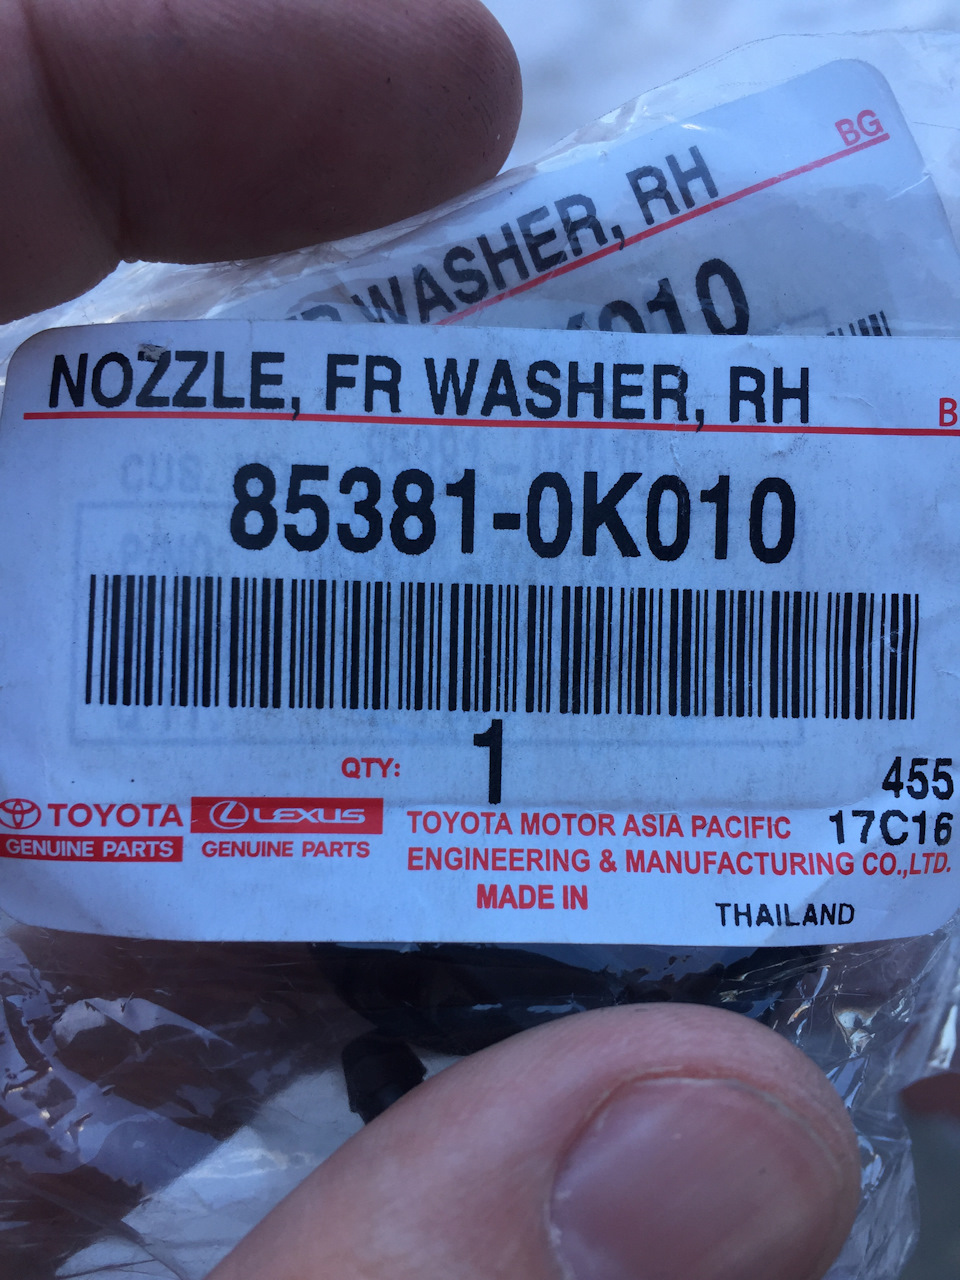 BG
WASHER, RH
010
NOZZLE, FR WASHER, RH
B
85381-0K010
QTY: 1
455
TOYOTA LEXUS
17C16
GENUINE PARTS GENUINE PARTS
TOYOTA MOTOR ASIA PACIFIC
ENGINEERING & MANUFACTURING CO.,LTD.
MADE IN
THAILAND